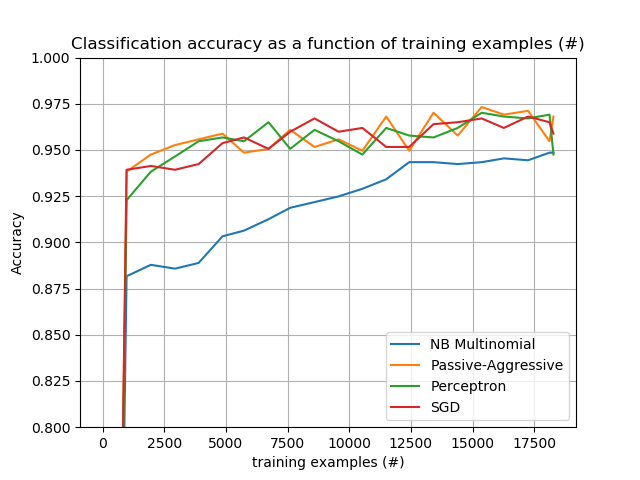 Classification accuracy as a function of training examples (#)
1.000
0.975
0.950
0.925
0.900
0.875
0.850
0.825
0.800
Accuracy
NB Multinomial
Passive-Aggressive
Perceptron
SGD
0 2500 5000 7500 10000 12500 15000 17500
training examples (#)